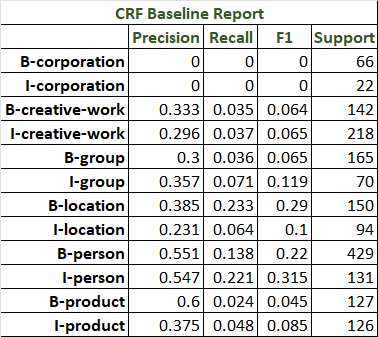 CRF Baseline Report
Precision Recall F1 Support
B-corporation 0 0 0 66
I-corporation 0 0 0 22
B-creative-work 0.333 0.035 0.064 142
I-creative-work 0.296 0.037 0.065 218
B-group 0.3 0.036 0.065 165
I-group 0.357 0.071 0.119 70
B-location 0.385 0.233 0.29 150
I-location 0.231 0.064 0.1 94
B-person 0.551 0.138 0.22 429
I-person 0.547 0.221 0.315 131
B-product 0.6 0.024 0.045 127
I-product 0.375 0.048 0.085 126